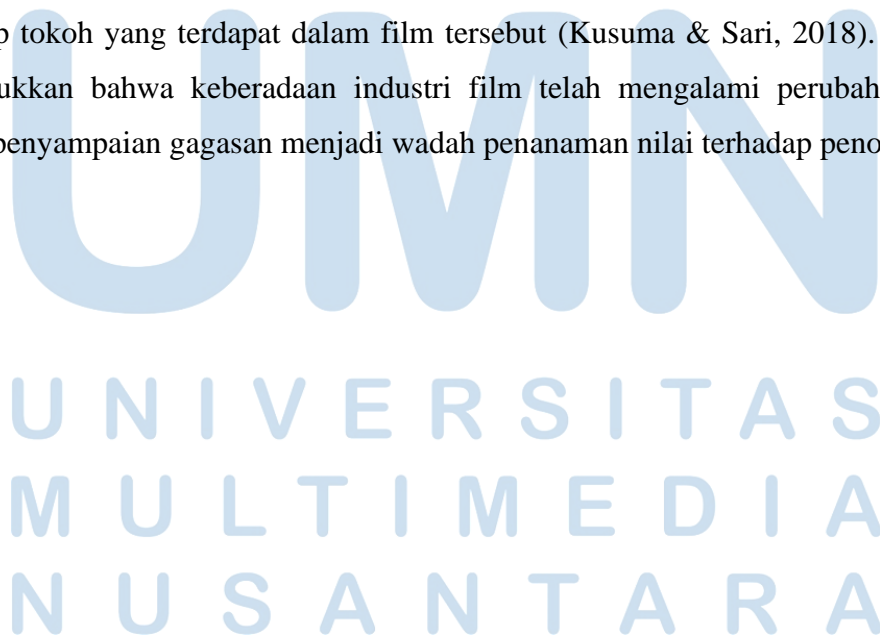 p tokoh yang terdapat dalam film tersebut (Kusuma & Sari, 2018).
ukkan bahwa keberadaan industri film telah mengalami perubah
penyampaian gagasan menjadi wadah penanaman nilai terhadap peno
UMN
UNIVERSITAS
MULTIMEDIA
NUSANTARA